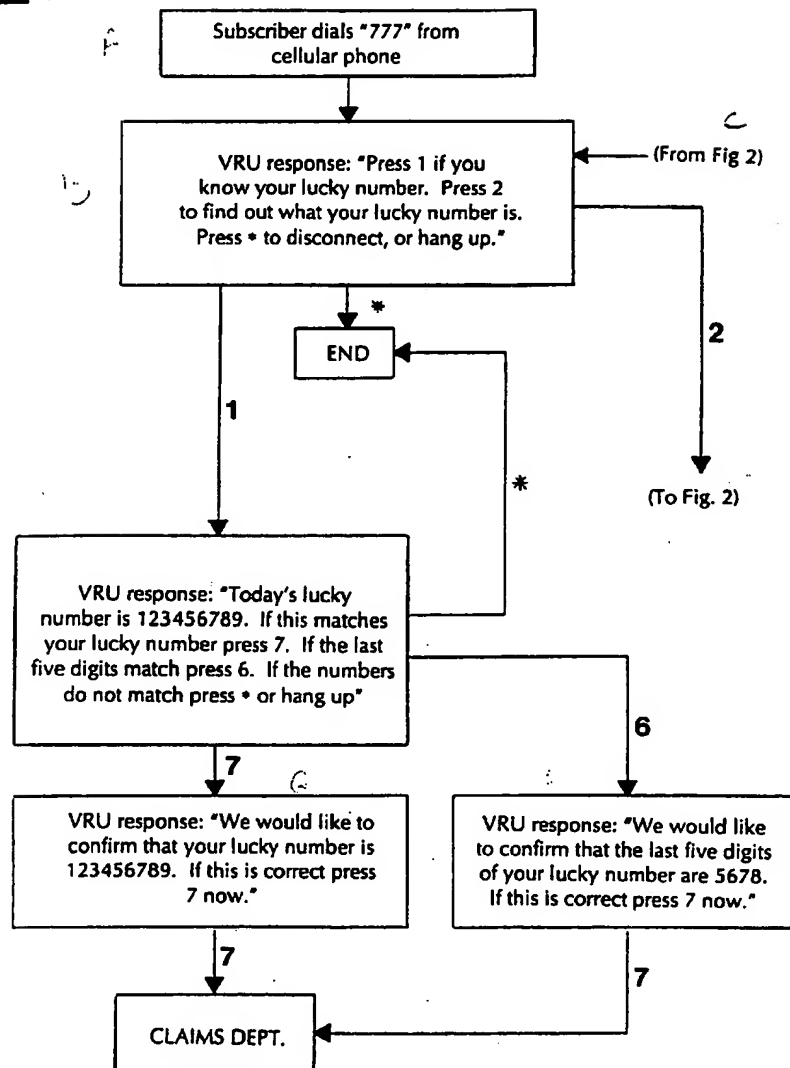 Subscriber dials "777" from
cellular phone
(From Fig 2)
VRU response: "Press 1 if you
know your lucky number. Press 2
to find out what your lucky number is.
Press * to disconnect, or hang up."
*
END
2
1
*
(To Fig. 2)
VRU response: "Today's lucky
number is 123456789. If this matches
your lucky number press 7. If the last
five digits match press 6. If the numbers
do not match press * or hang up"
7
6
VRU response: "We would like to
confirm that your lucky number is
123456789. If this is correct press
7 now."
VRU response: "We would like
to confirm that the last five digits
of your lucky number are 5678.
If this is correct press 7 now."
7
7
CLAIMS DEPT.